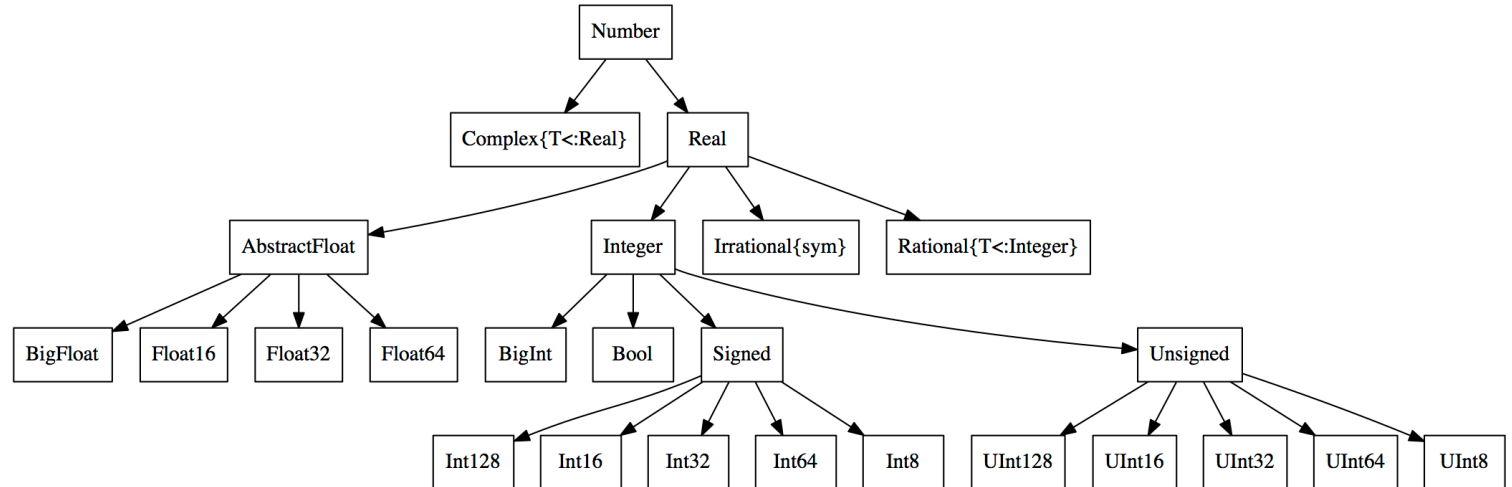 Number
Complex{T<:Real}
Real
AbstractFloat
Integer
Irrational{sym}
Rational{T<:Integer}
BigFloat
Float16
Float32
Float64
BigInt
Bool
Signed
Unsigned
Int128
Int16
Int32
Int64
Int8
UInt128
UInt16
UInt32
UInt64
UInt8